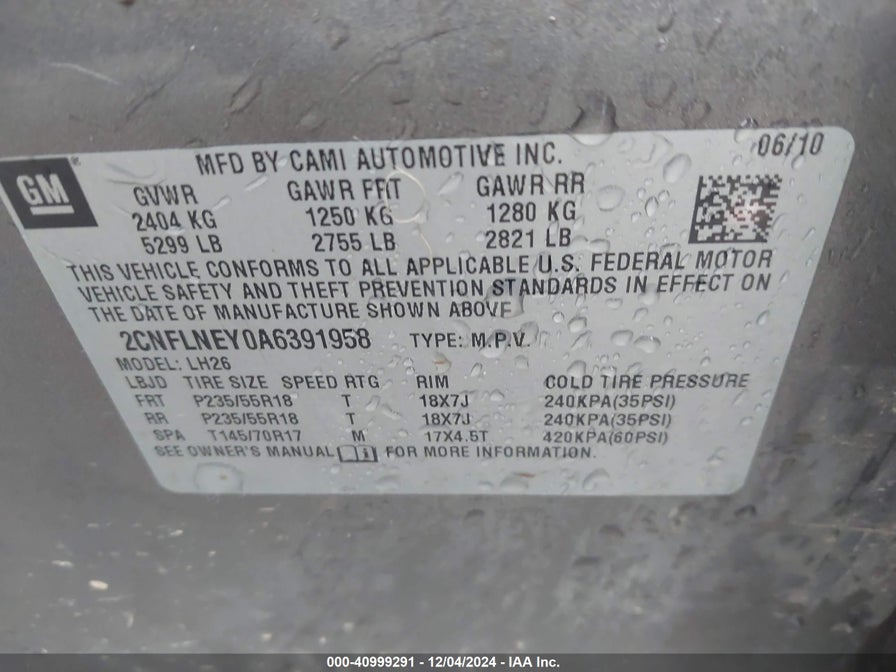 MFD BY CAMI AUTOMOTIVE INC. 06/10
GM
GVWR GAWR FRT GAWR RR
2404 KG 1250 KG 1280 KG
5299 LB 2755 LB 2821 LB
THIS VEHICLE CONFORMS TO ALL APPLICABLE U.S. FEDERAL MOTOR
VEHICLE SAFETY AND THEFT PREVENTION STANDARDS IN EFFECT ON
THE DATE OF MANUFACTURE SHOWN ABOVE
2CNFLNEY0A6391958 TYPE: M.P.V.
MODEL: LH26
LBJD TIRE SIZE SPEED RTG RIM COLD TIRE PRESSURE
FRT P235/55R18 T 18X7J 240KPA(35PSI)
RR P235/55R18 T 18X7J 240KPA(35PSI)
SPA T145/70R17 M 17X4.5T 420KPA(60PSI)
SEE OWNER'S MANUAL FOR MORE INFORMATION.
000-40999291 - 12/04/2024 - IAA Inc.